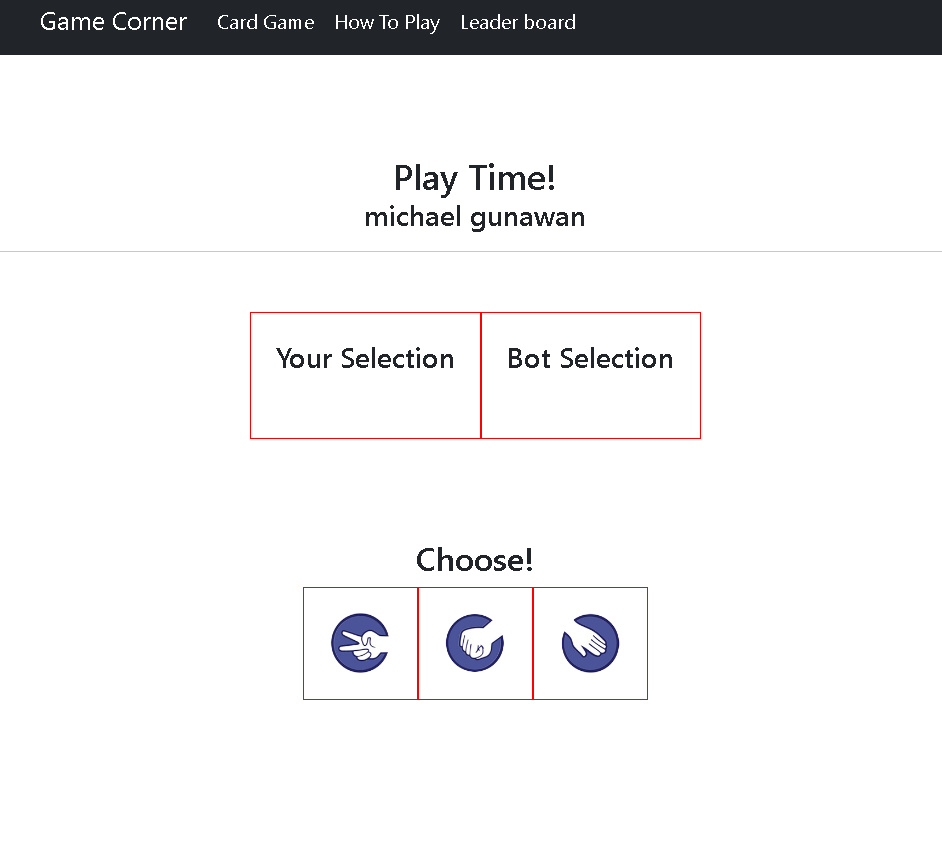 Game Corner Card Game How To Play Leader board
Play Time!
michael gunawan
Your Selection Bot Selection
Choose!